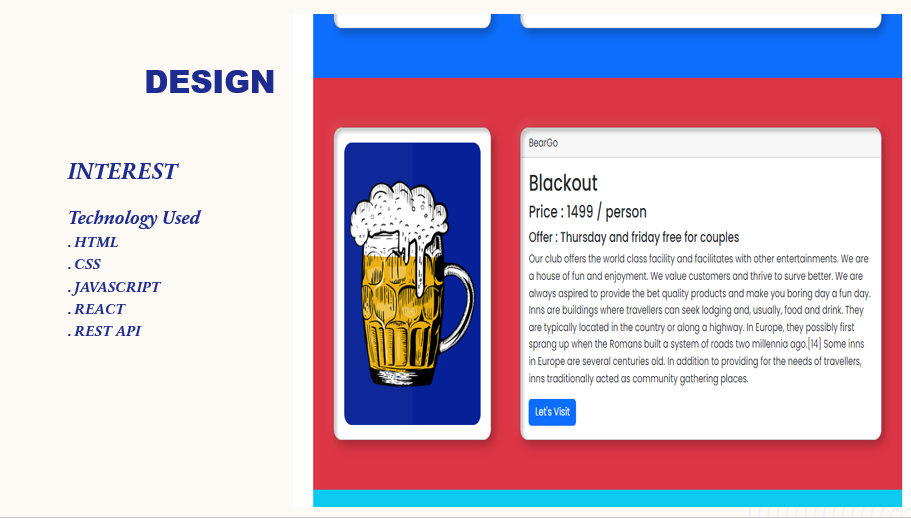 DESIGN
INTEREST
Technology Used
. HTML
. CSS
. JAVASCRIPT
. REACT
. REST API
BearGo
Blackout
Price : 1499 / person
Offer : Thursday and friday free for couples
Our club offers the world class facility and facilitates with other entertainments. We are
a house of fun and enjoyment. We value customers and thrive to surve better. We are
always aspired to provide the bet quality products and make you boring day a fun day.
Inns are buildings where travellers can seek lodging and, usually, food and drink. They
are typically located in the country or along a highway. In Europe, they possibly first
sprang up when the Romans built a system of roads two millennia ago.[14] Some inns
in Europe are several centuries old. In addition to providing for the needs of travellers,
inns traditionally acted as community gathering places.
Let's Visit